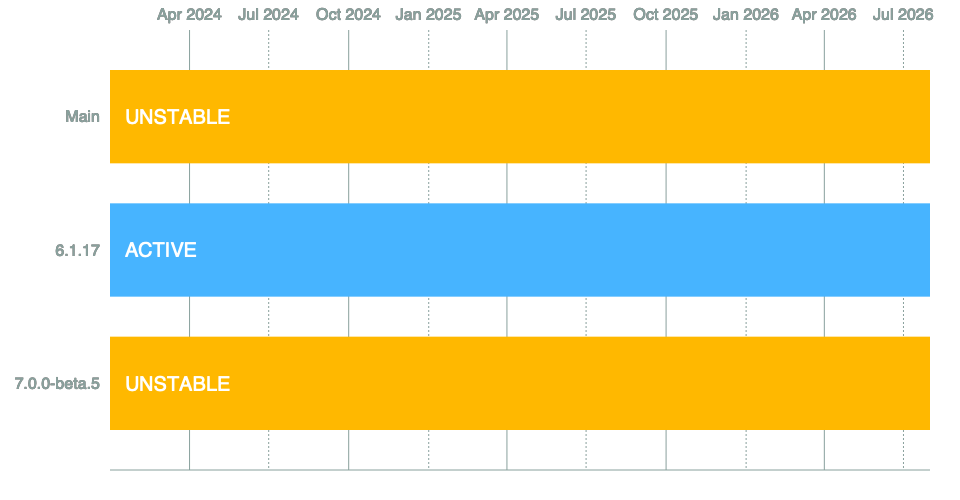 Apr 2024 Jul 2024 Oct 2024 Jan 2025 Apr 2025 Jul 2025 Oct 2025 Jan 2026 Apr 2026 Jul 2026
Main UNSTABLE
6.1.17 ACTIVE
7.0.0-beta.5 UNSTABLE